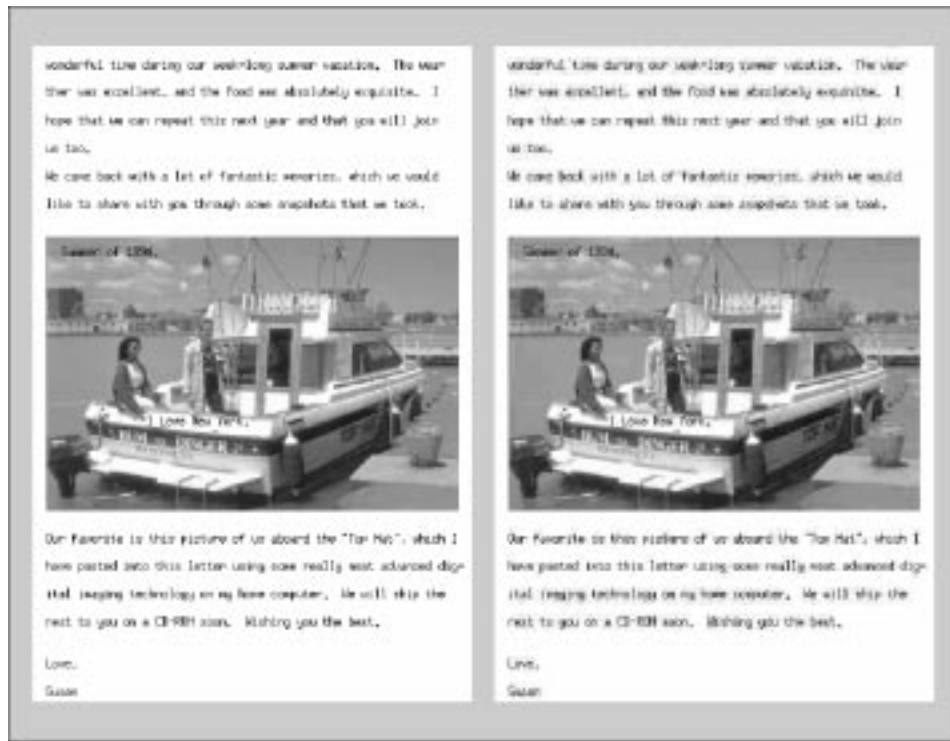 wonderful time during our week-long summer vacation. The wea-
ther was excellent, and the food was absolutely exquisite. I
hope that we can repeat this next year and that you will join
us too.
We came back with a lot of fantastic memories, which we would
like to share with you through some snapshots that we took.
Summer of 1994.
I Love New York.
TOP HAT
Our favorite is this picture of us aboard the "Top Hat", which I
have pasted into this letter using some really most advanced dig-
ital imaging technology on my home computer. We will ship the
rest to you on a CD-ROM soon. Wishing you the best.
Love,
Susan
wonderful time during our week-long summer vacation. The wea-
ther was excellent, and the food was absolutely exquisite. I
hope that we can repeat this next year and that you will join
us too.
We came back with a lot of fantastic memories, which we would
like to share with you through some snapshots that we took.
Summer of 1994.
I Love New York.
TOP HAT
Our favorite is this picture of us aboard the "Top Hat", which I
have pasted into this letter using some really most advanced dig-
ital imaging technology on my home computer. We will ship the
rest to you on a CD-ROM soon. Wishing you the best.
Love,
Susan